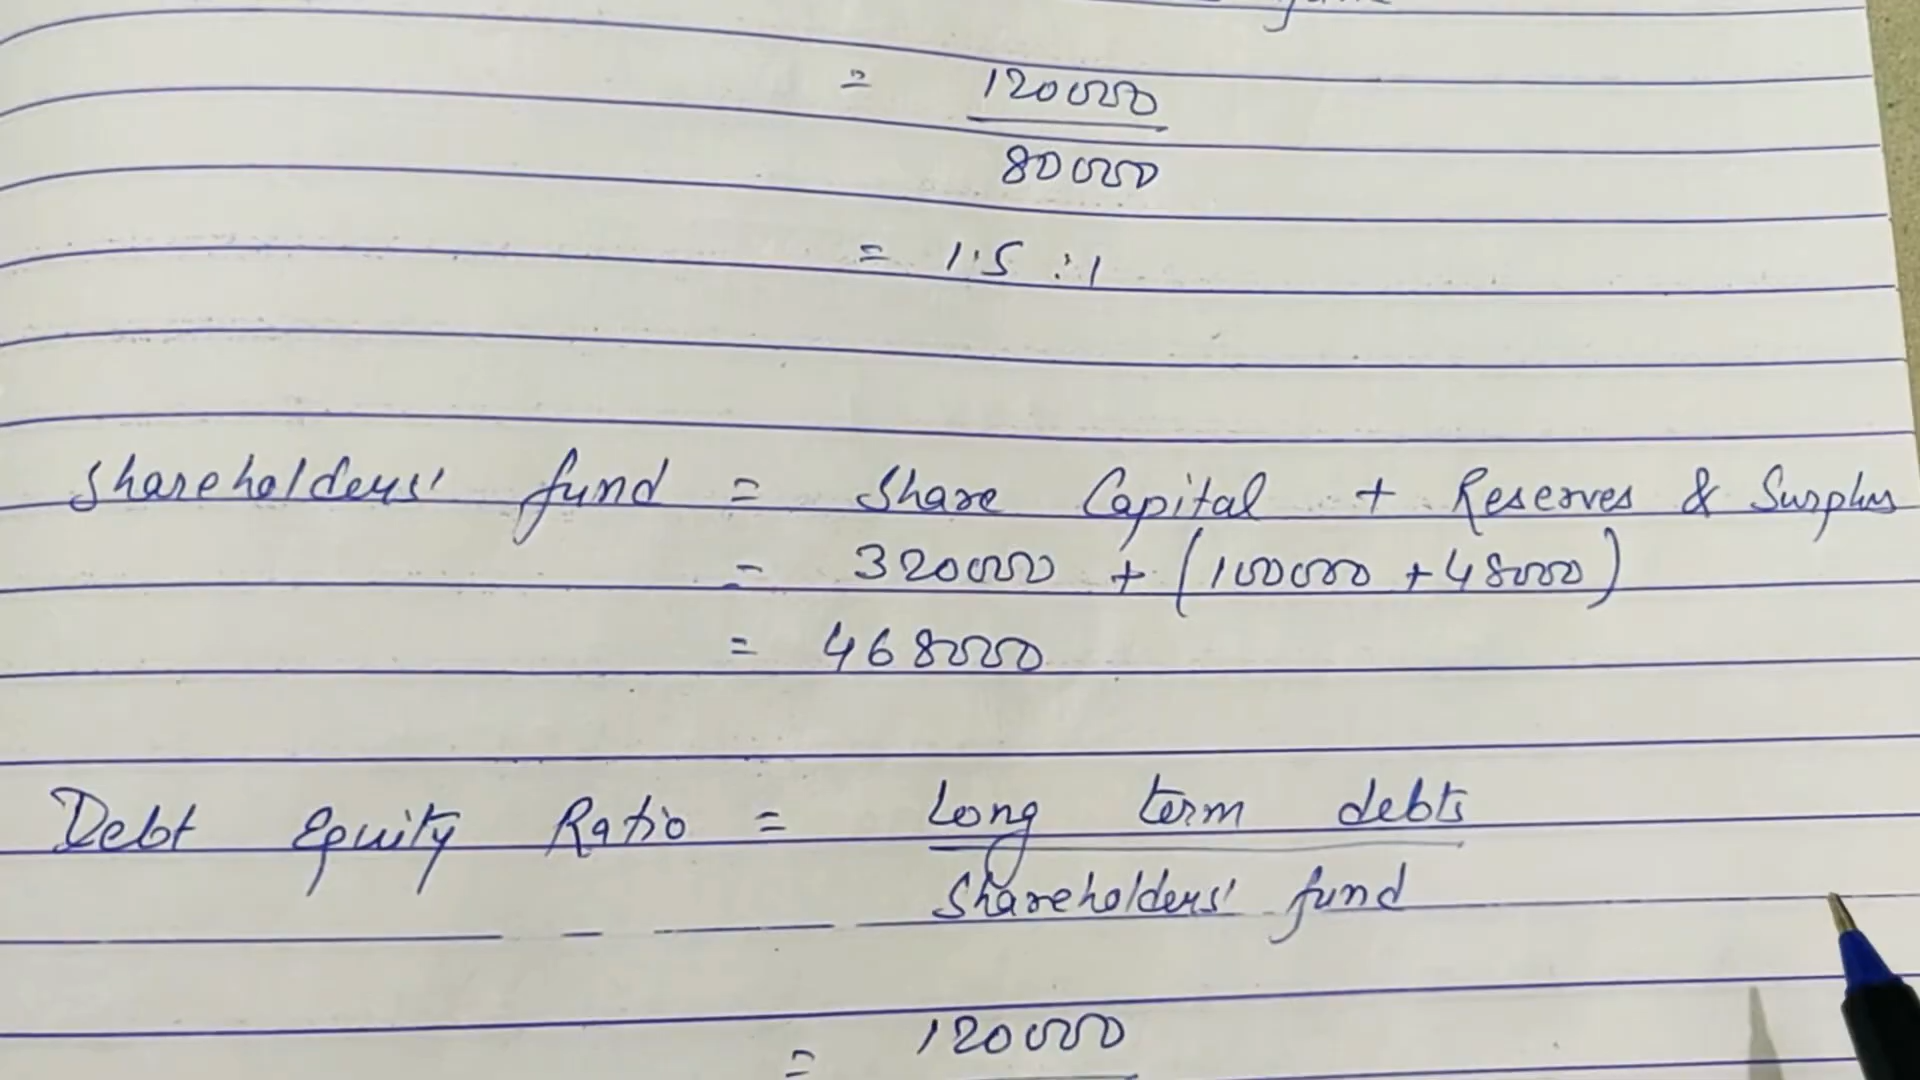 = 120000
80000
= 1.5 : 1
Shareholders' fund = Share Capital + Reserves & Surplus
= 320000 + (100000 + 48000)
= 468000
Debt Equity Ratio = Long term debts
Shareholders' fund
= 120000